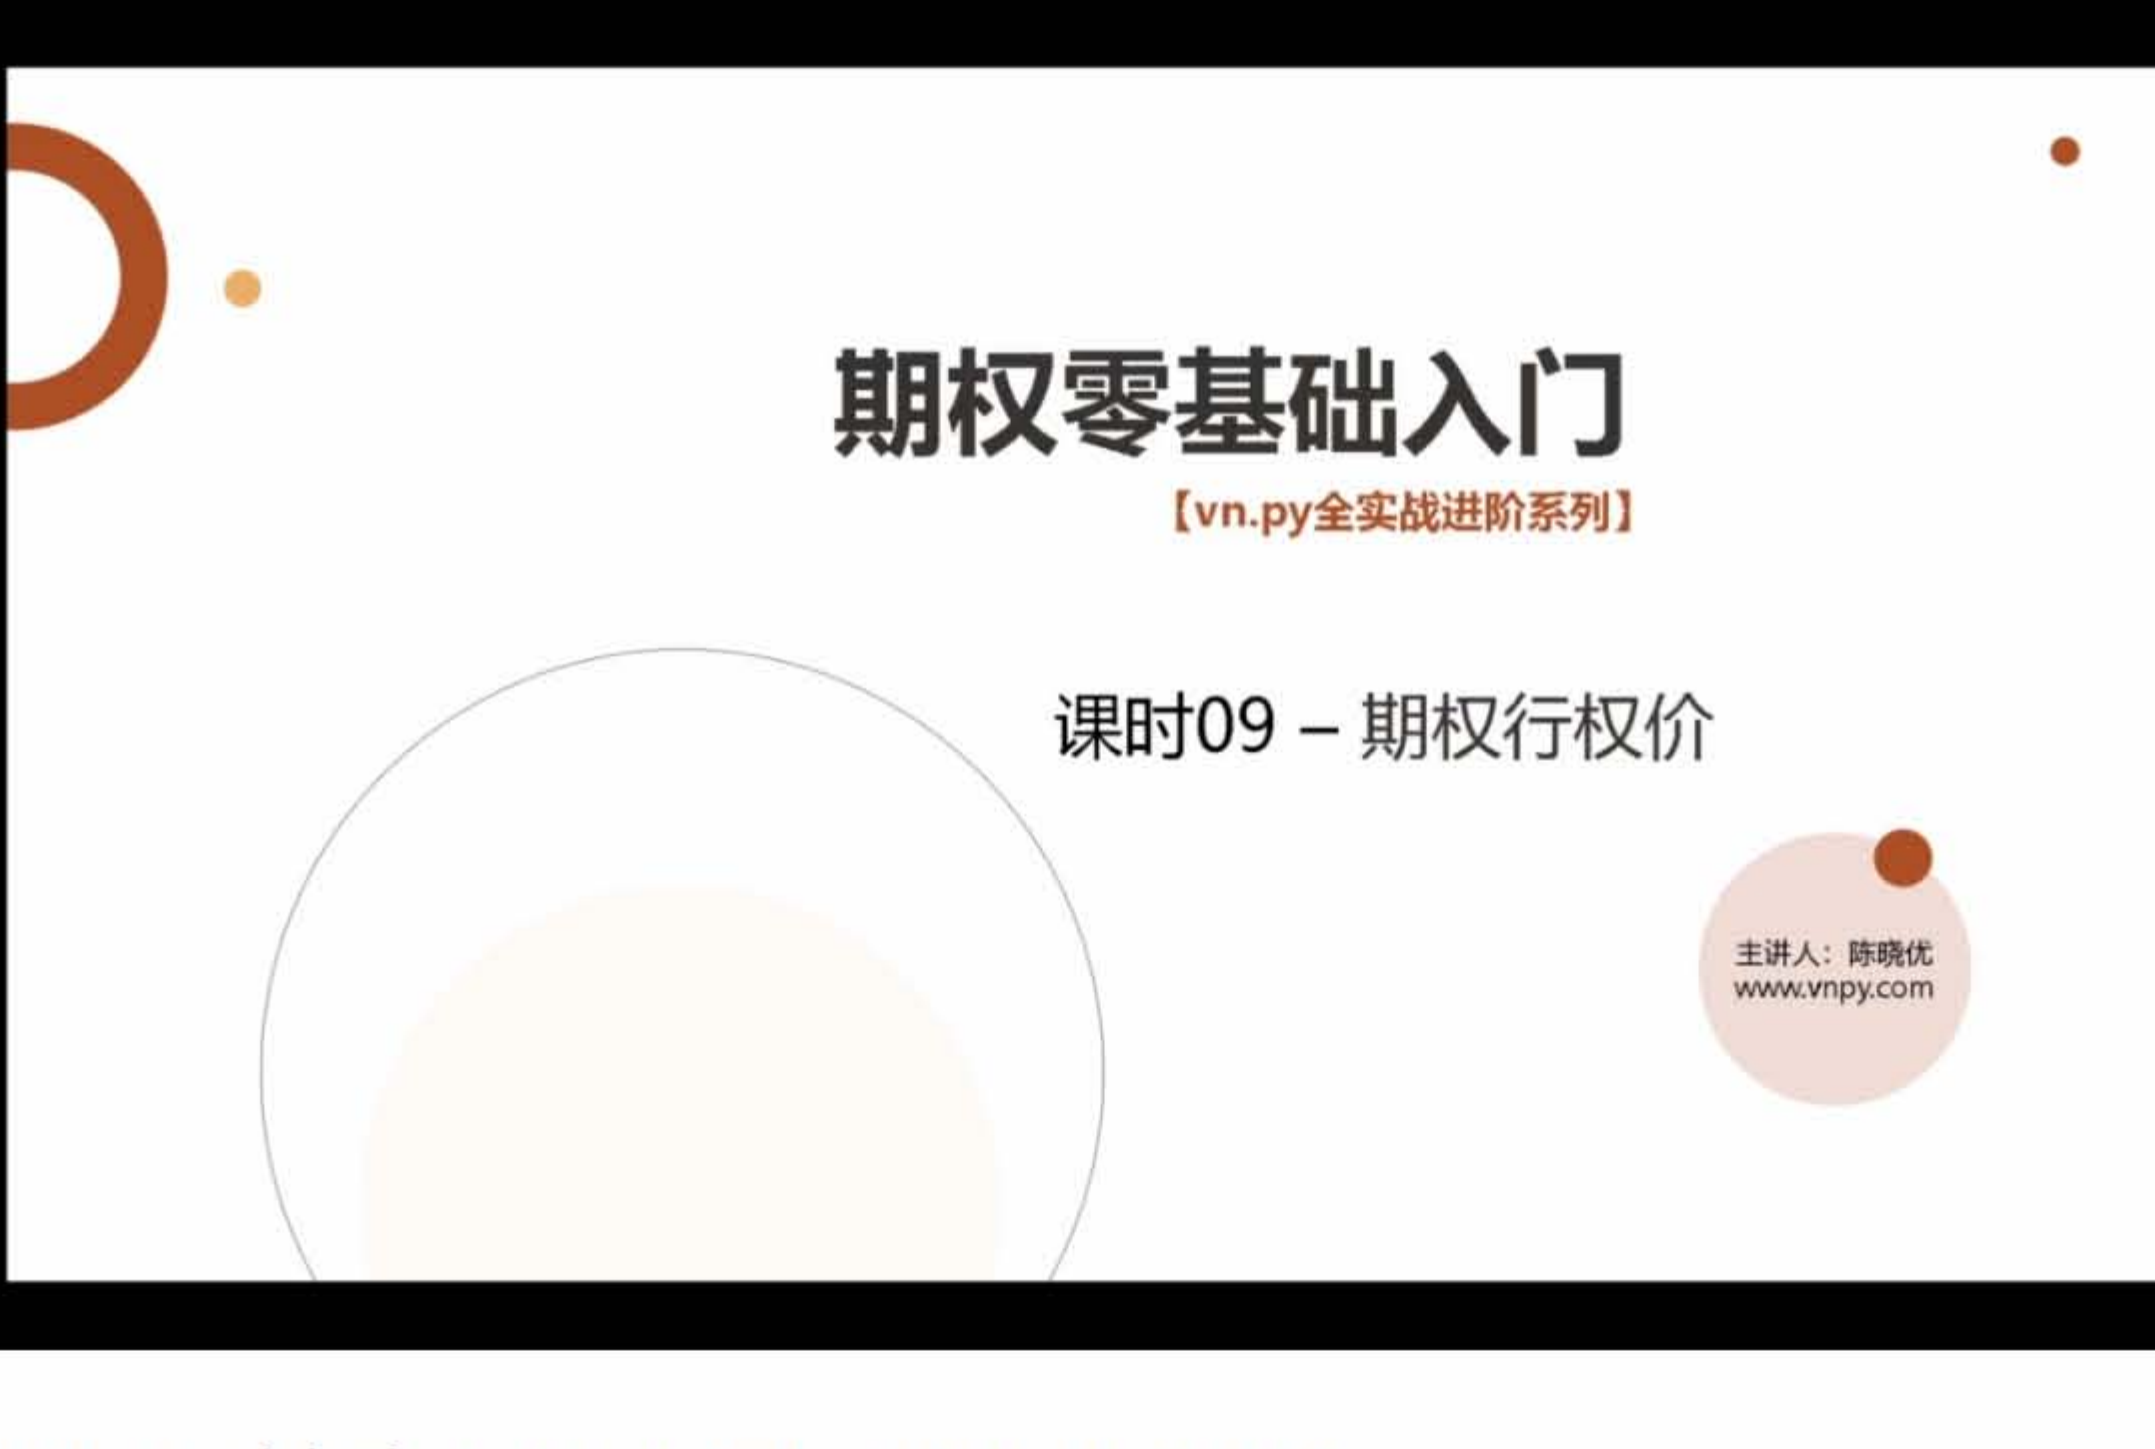 期权零基础入门
【vn.py全实战进阶系列】
课时09 – 期权行权价
主讲人：陈晓优
www.vnpy.com